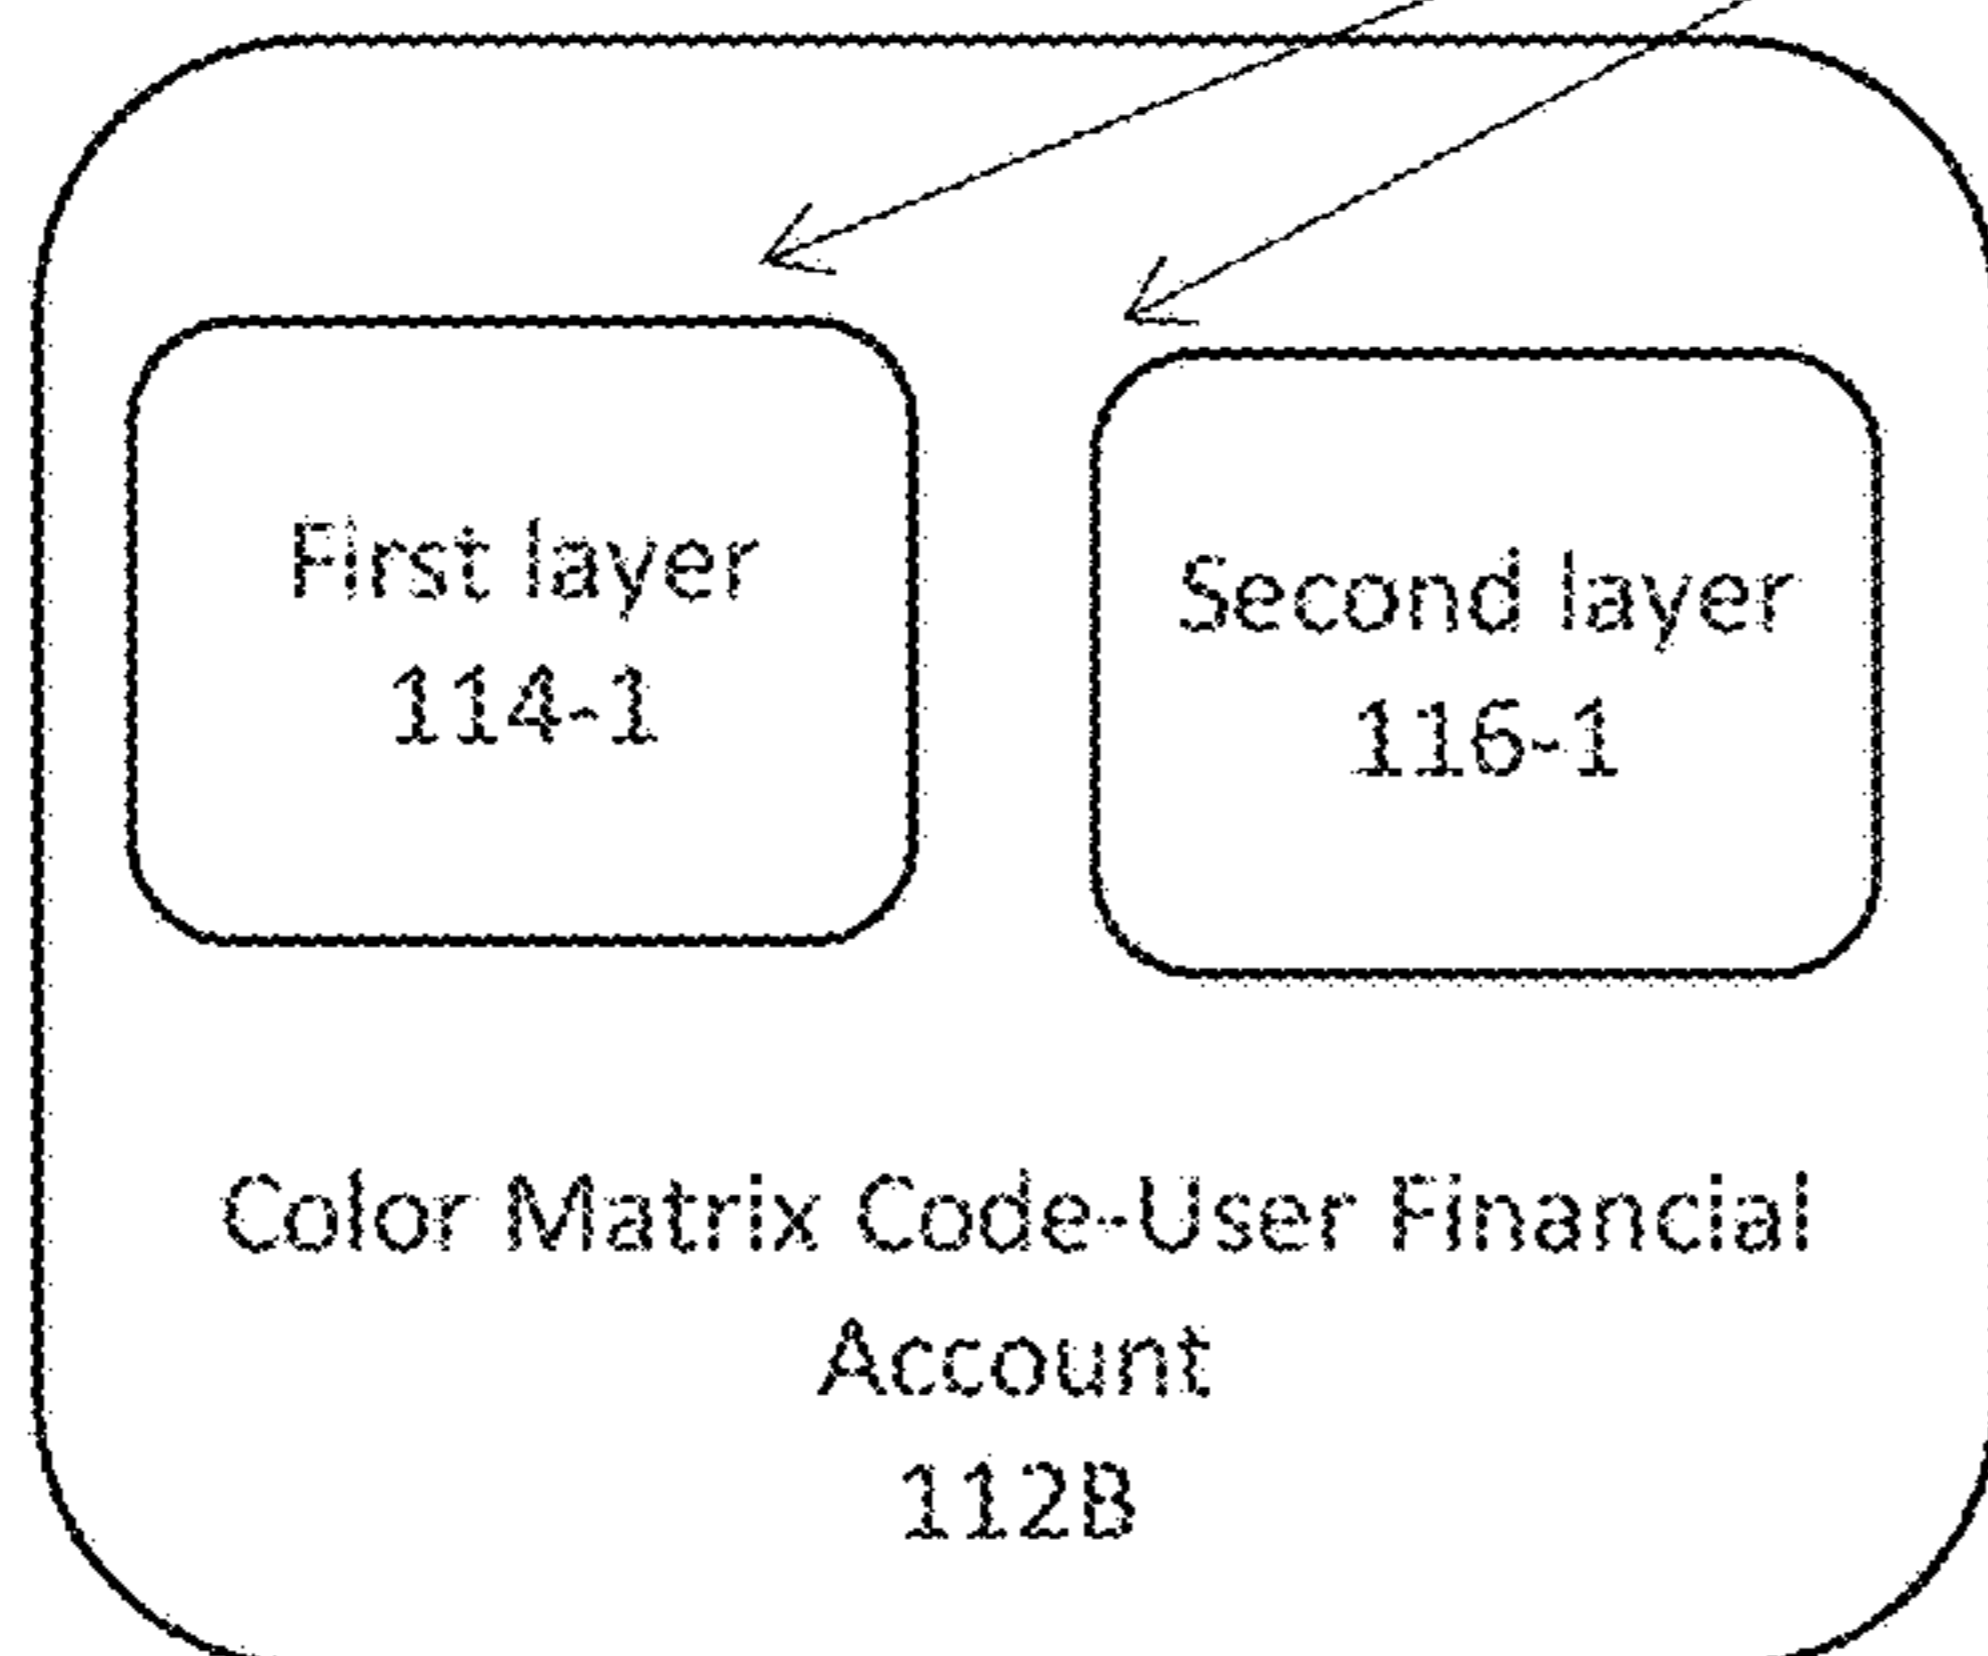 First layer
114-1
Second layer
116-1
Color Matrix Code-User Financial
Account
112B